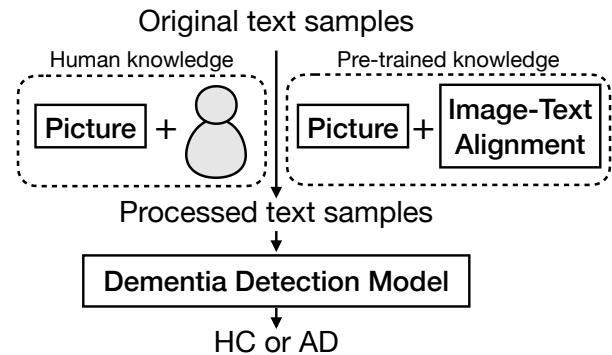 Original text samples
Human knowledge
Pre-trained knowledge
Picture +
Picture + Image-Text
Alignment
Processed text samples
Dementia Detection Model
HC or AD